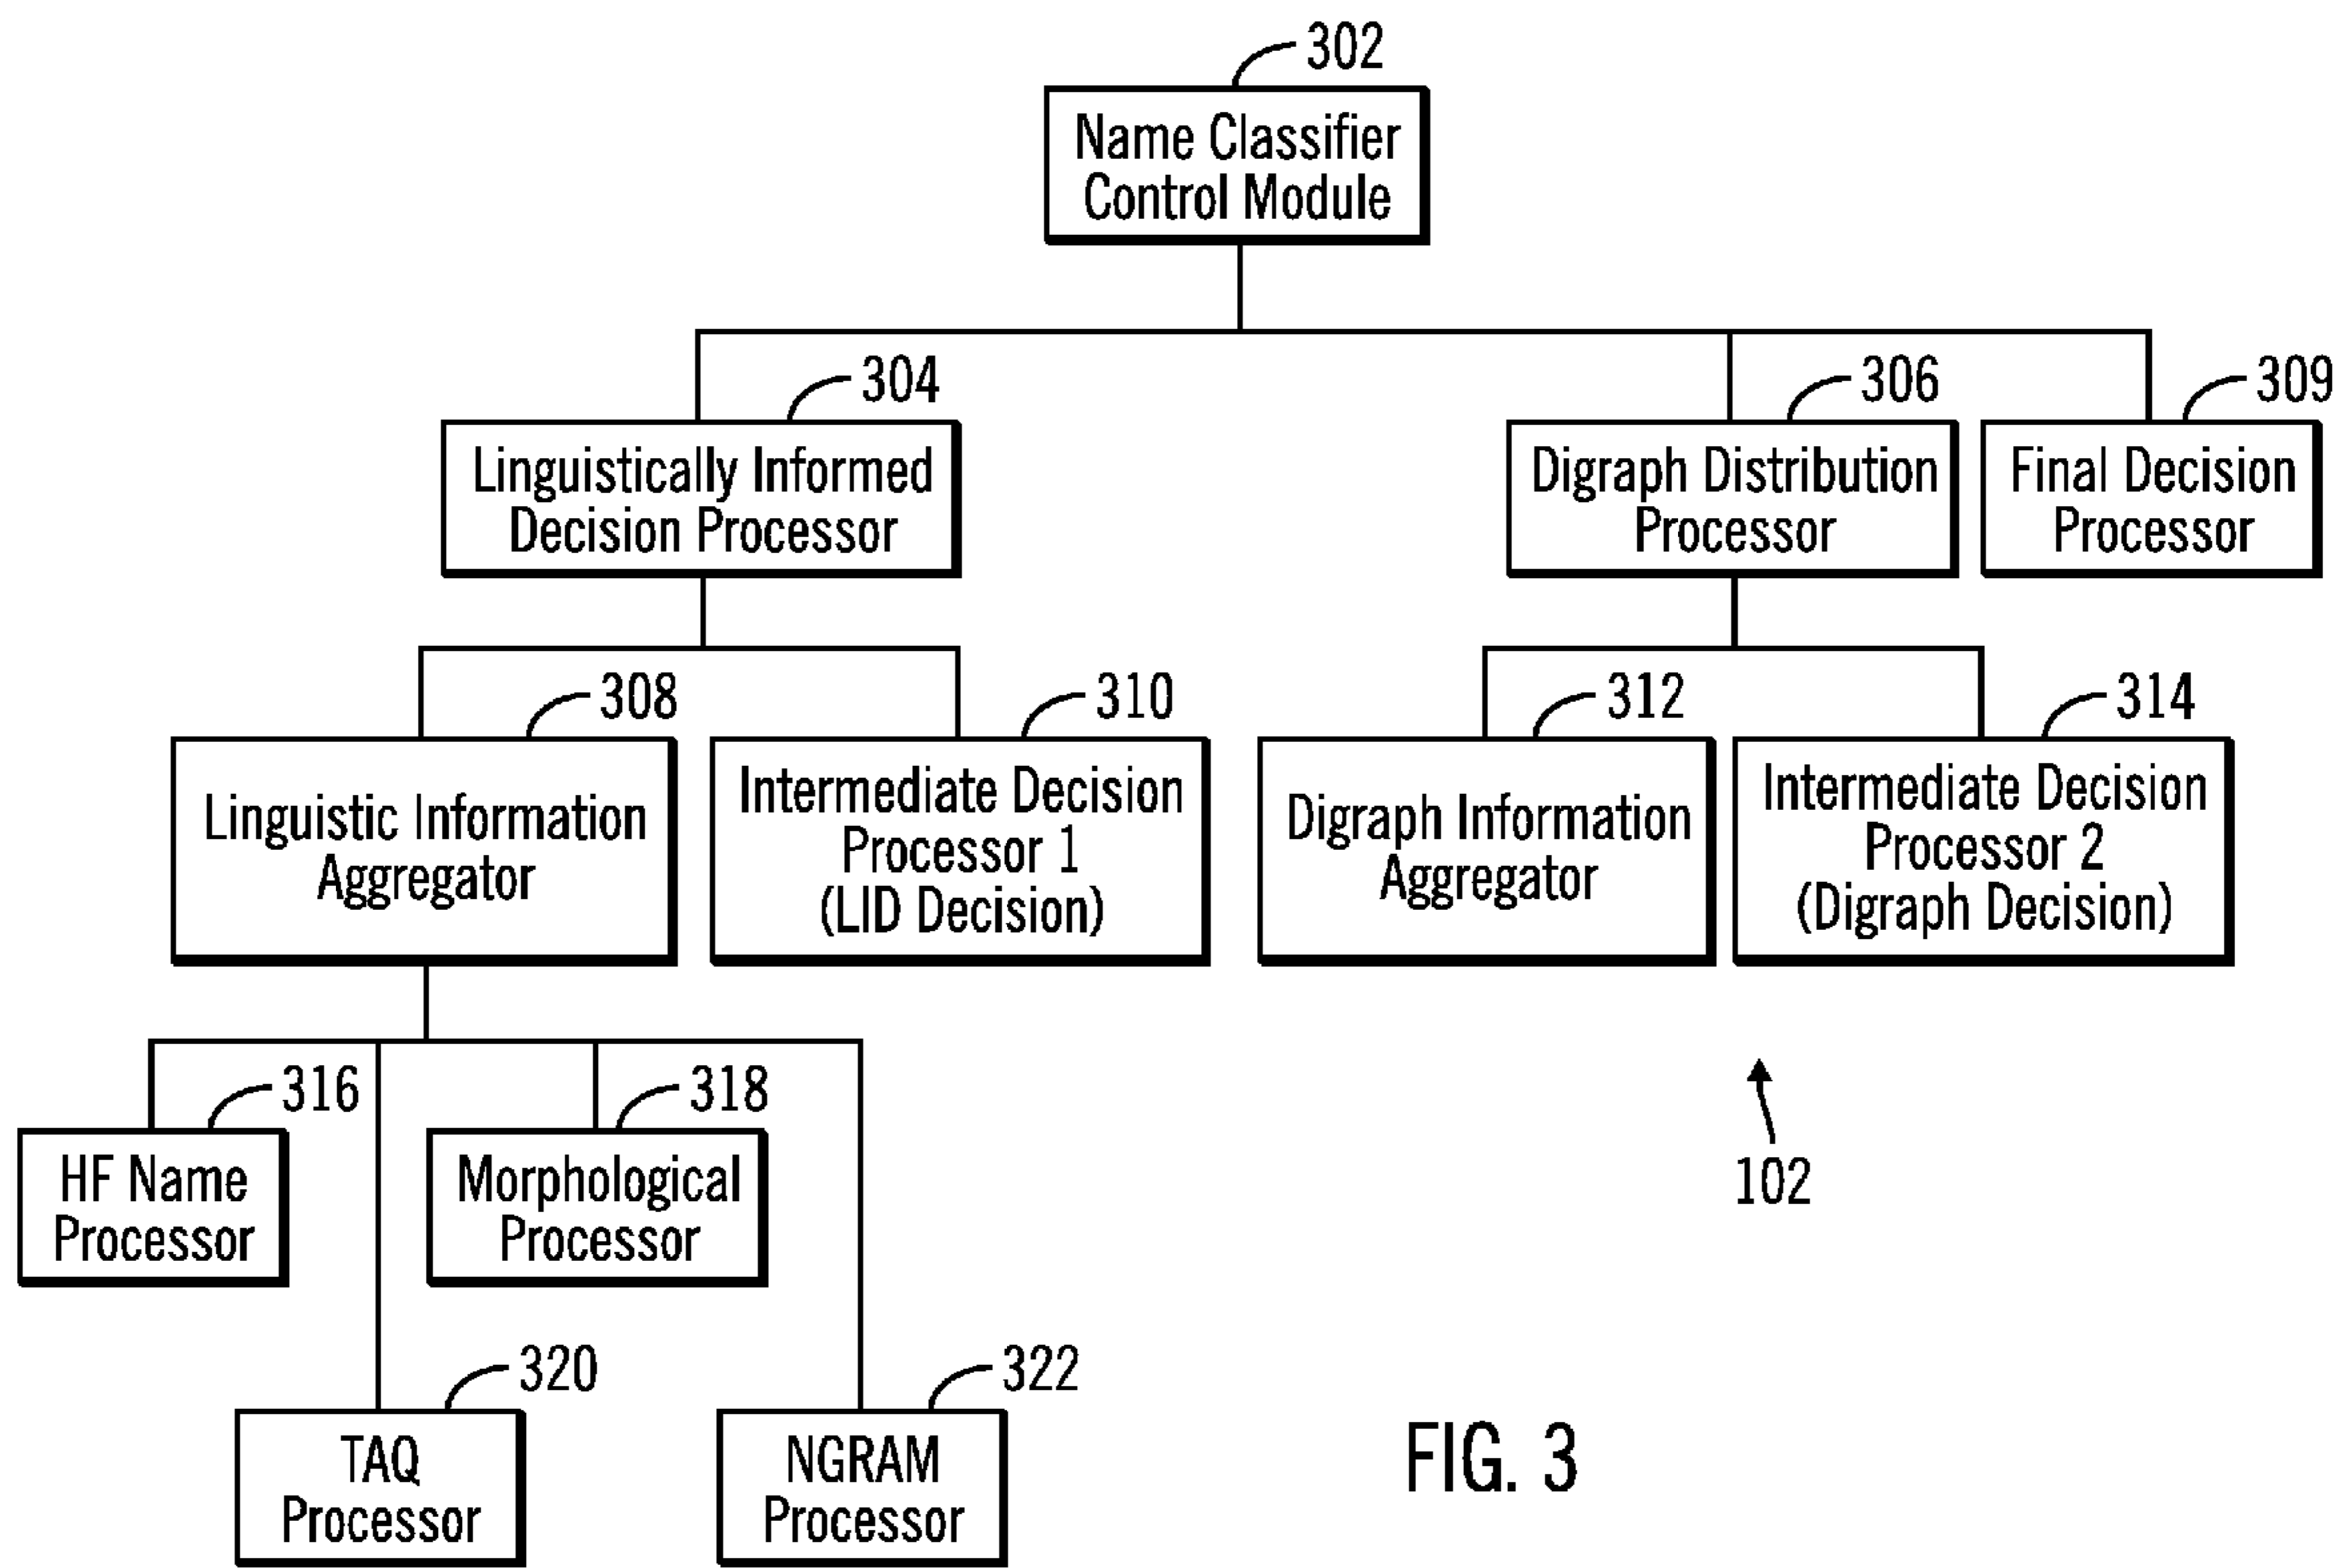 302
Name Classifier
Control Module
304
306
309
Linguistically Informed
Decision Processor
Digraph Distribution
Processor
Final Decision
Processor
308
310
312
314
Linguistic Information
Aggregator
Intermediate Decision
Processor 1
(LID Decision)
Digraph Information
Aggregator
Intermediate Decision
Processor 2
(Digraph Decision)
316
318
HF Name
Processor
Morphological
Processor
102
320
322
TAQ
Processor
NGRAM
Processor
FIG. 3